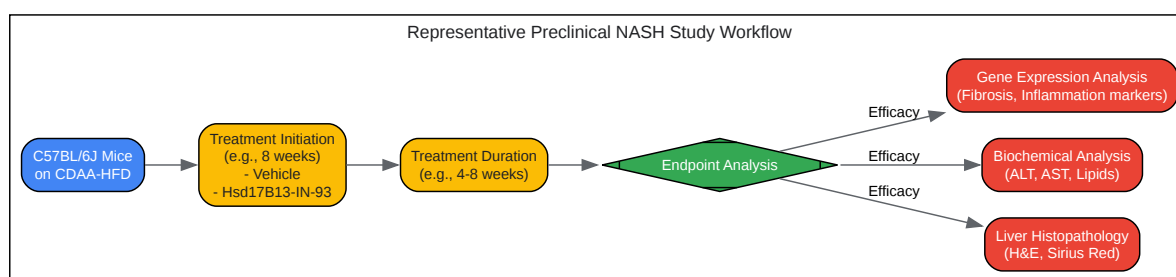 Representative Preclinical NASH Study Workflow
C57BL/6J Mice
on CDAA-HFD
Treatment Initiation
(e.g., 8 weeks)
- Vehicle
- Hsd17B13-IN-93
Treatment Duration
(e.g., 4-8 weeks)
Endpoint Analysis
Efficacy
Gene Expression Analysis
(Fibrosis, Inflammation markers)
Efficacy
Biochemical Analysis
(ALT, AST, Lipids)
Efficacy
Liver Histopathology
(H&E, Sirius Red)